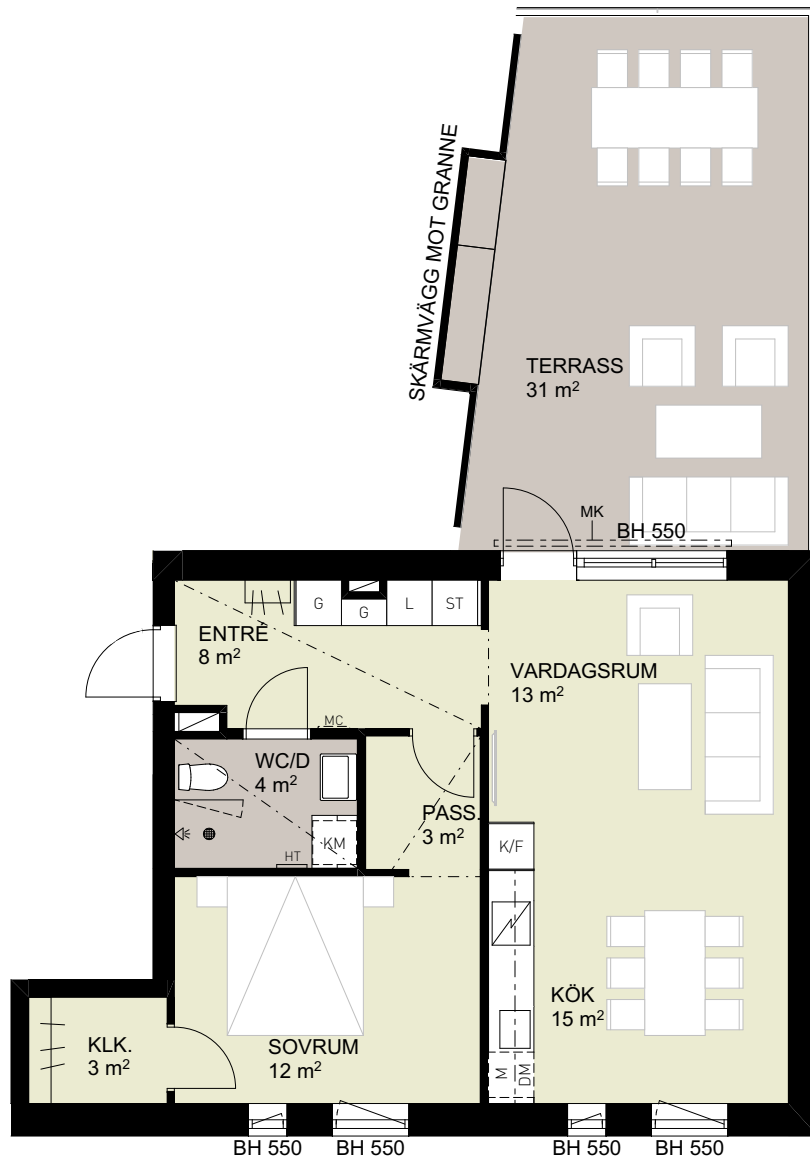 SKÄRMVÄGG MOT GRANNE
TERRASS
31 m²
MK
BH 550
G
G
L
ST
ENTRÉ
8 m²
VARDAGSRUM
13 m²
MC
WC/D
4 m²
PASS.
3 m²
KM
HT
K/F
KÖK
15 m²
KLK.
3 m²
SOVRUM
12 m²
M
DM
BH 550
BH 550
BH 550
BH 550